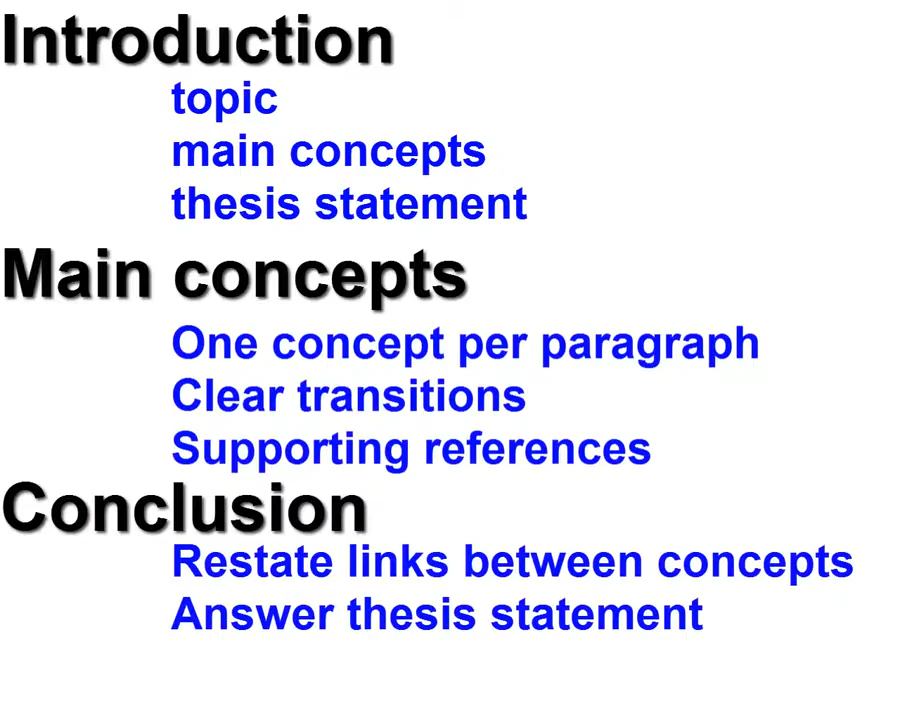 Introduction
topic
main concepts
thesis statement
Main concepts
One concept per paragraph
Clear transitions
Supporting references
Conclusion
Restate links between concepts
Answer thesis statement